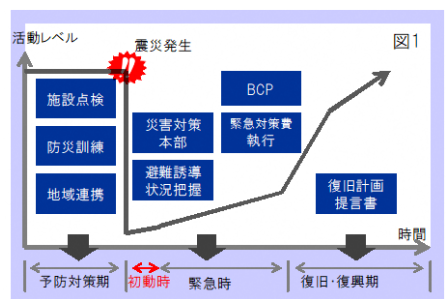 活動レベル
震災発生
図1
!!
施設点検
防災訓練
地域連携
災害対策
本部
避難誘導
状況把握
BCP
緊急対策費
執行
復旧計画
提言書
時間
予防対策期
初動時
緊急時
復旧・復興期